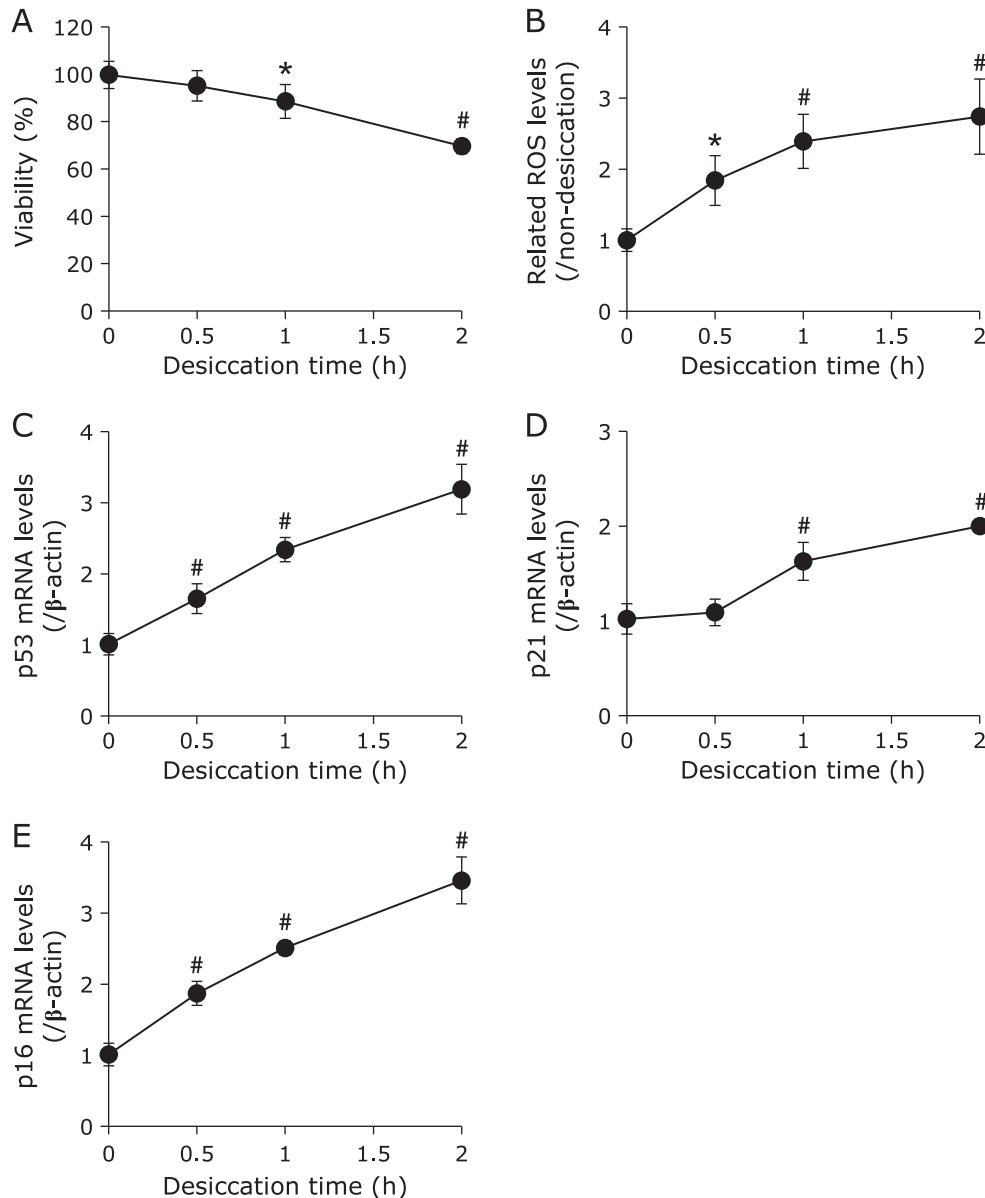 A
120
100
80
60
40
20
0
Viability (%)
*
#
0 0.5 1 1.5 2
Desiccation time (h)
B
4
3
2
1
0
Related ROS levels
(/non-desiccation)
*
#
#
0 0.5 1 1.5 2
Desiccation time (h)
C
4
3
2
1
0
p53 mRNA levels
(/β-actin)
#
#
#
0 0.5 1 1.5 2
Desiccation time (h)
D
3
2
1
0
p21 mRNA levels
(/β-actin)
#
#
0 0.5 1 1.5 2
Desiccation time (h)
E
4
3
2
1
0
p16 mRNA levels
(/β-actin)
#
#
#
0 0.5 1 1.5 2
Desiccation time (h)